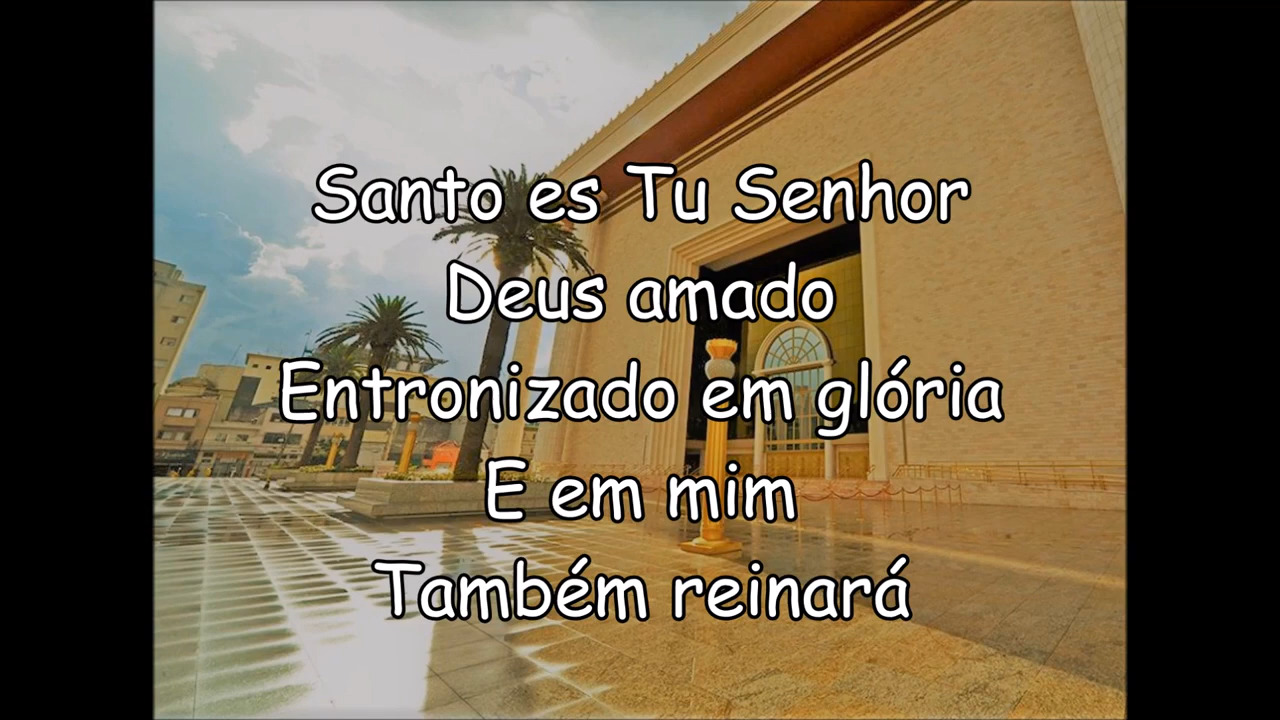 Santo es Tu Senhor
Deus amado
Entronizado em glória
E em mim
Também reinará